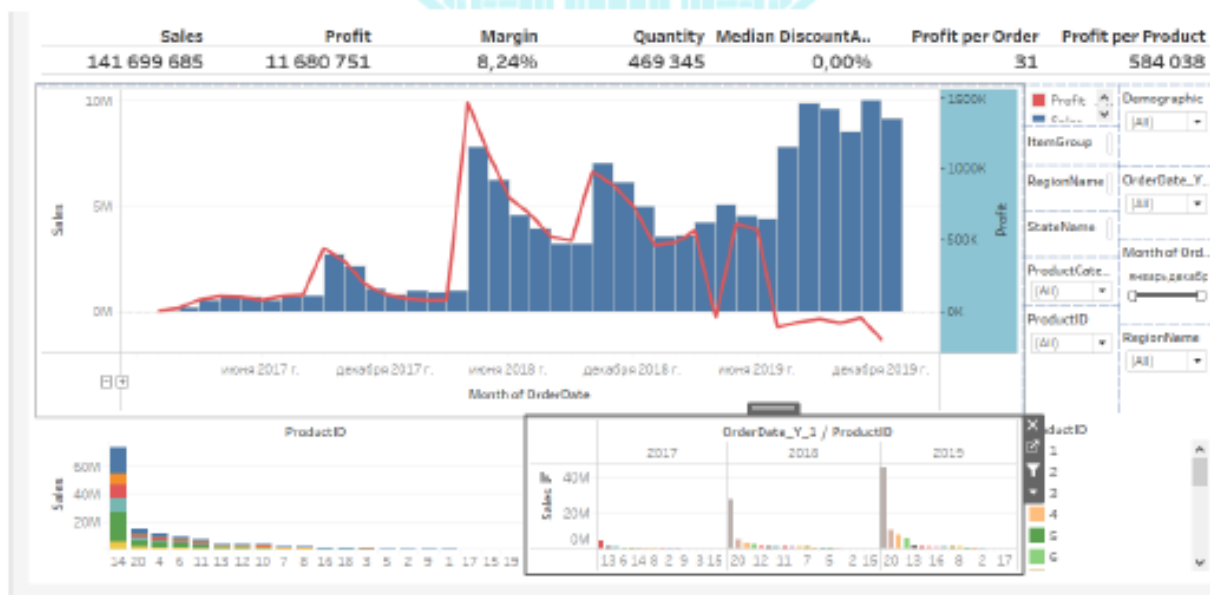 Sales Profit Margin Quantity Median DiscountA.. Profit per Order Profit per Product
141 699 685 11 680 751 8,24% 469 345 0,00% 31 584 038
10M
5M
0M
Sales
1500K
1000K
500K
0K
Profit
июня 2017 г. декабря 2017 г. июня 2018 г. декабря 2018 г. июня 2019 г. декабря 2019 г.
Month of OrderDate
Profit
Demographic
(All)
ItemGroup
RegionName
OrderDate_Y..
(All)
StateName
Month of Ord..
ProductCate..
(All)
ProductID
(All)
RegionName
(All)
ProductID
Sales
60M
40M
20M
14 20 4 6 11 13 12 10 7 8 16 18 3 5 2 9 1 17 15 19
OrderDate_Y_1 / ProductID
2017 2018 2019
Sales
40M
20M
0M
13 6 14 8 2 9 3 15 20 12 11 7 5 2 15 20 13 16 8 2 17
1
2
3
4
5
6